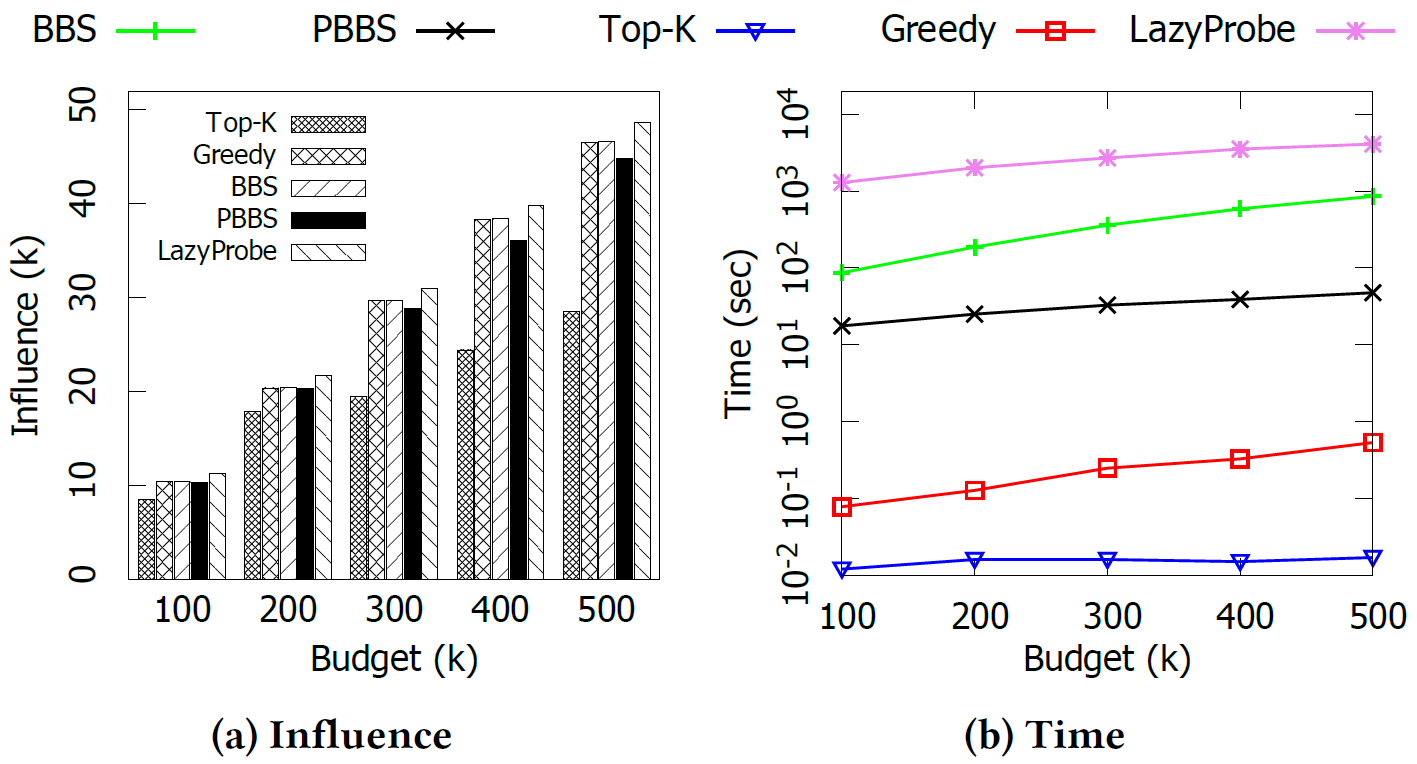 BBS PBBS Top-K Greedy LazyProbe
50
40
30
20
10
0
Influence (k)
Top-K
Greedy
BBS
PBBS
LazyProbe
100 200 300 400 500
Budget (k)
(a) Influence
10^4
10^3
10^2
10^1
10^0
10^-1
10^-2
Time (sec)
100 200 300 400 500
Budget (k)
(b) Time